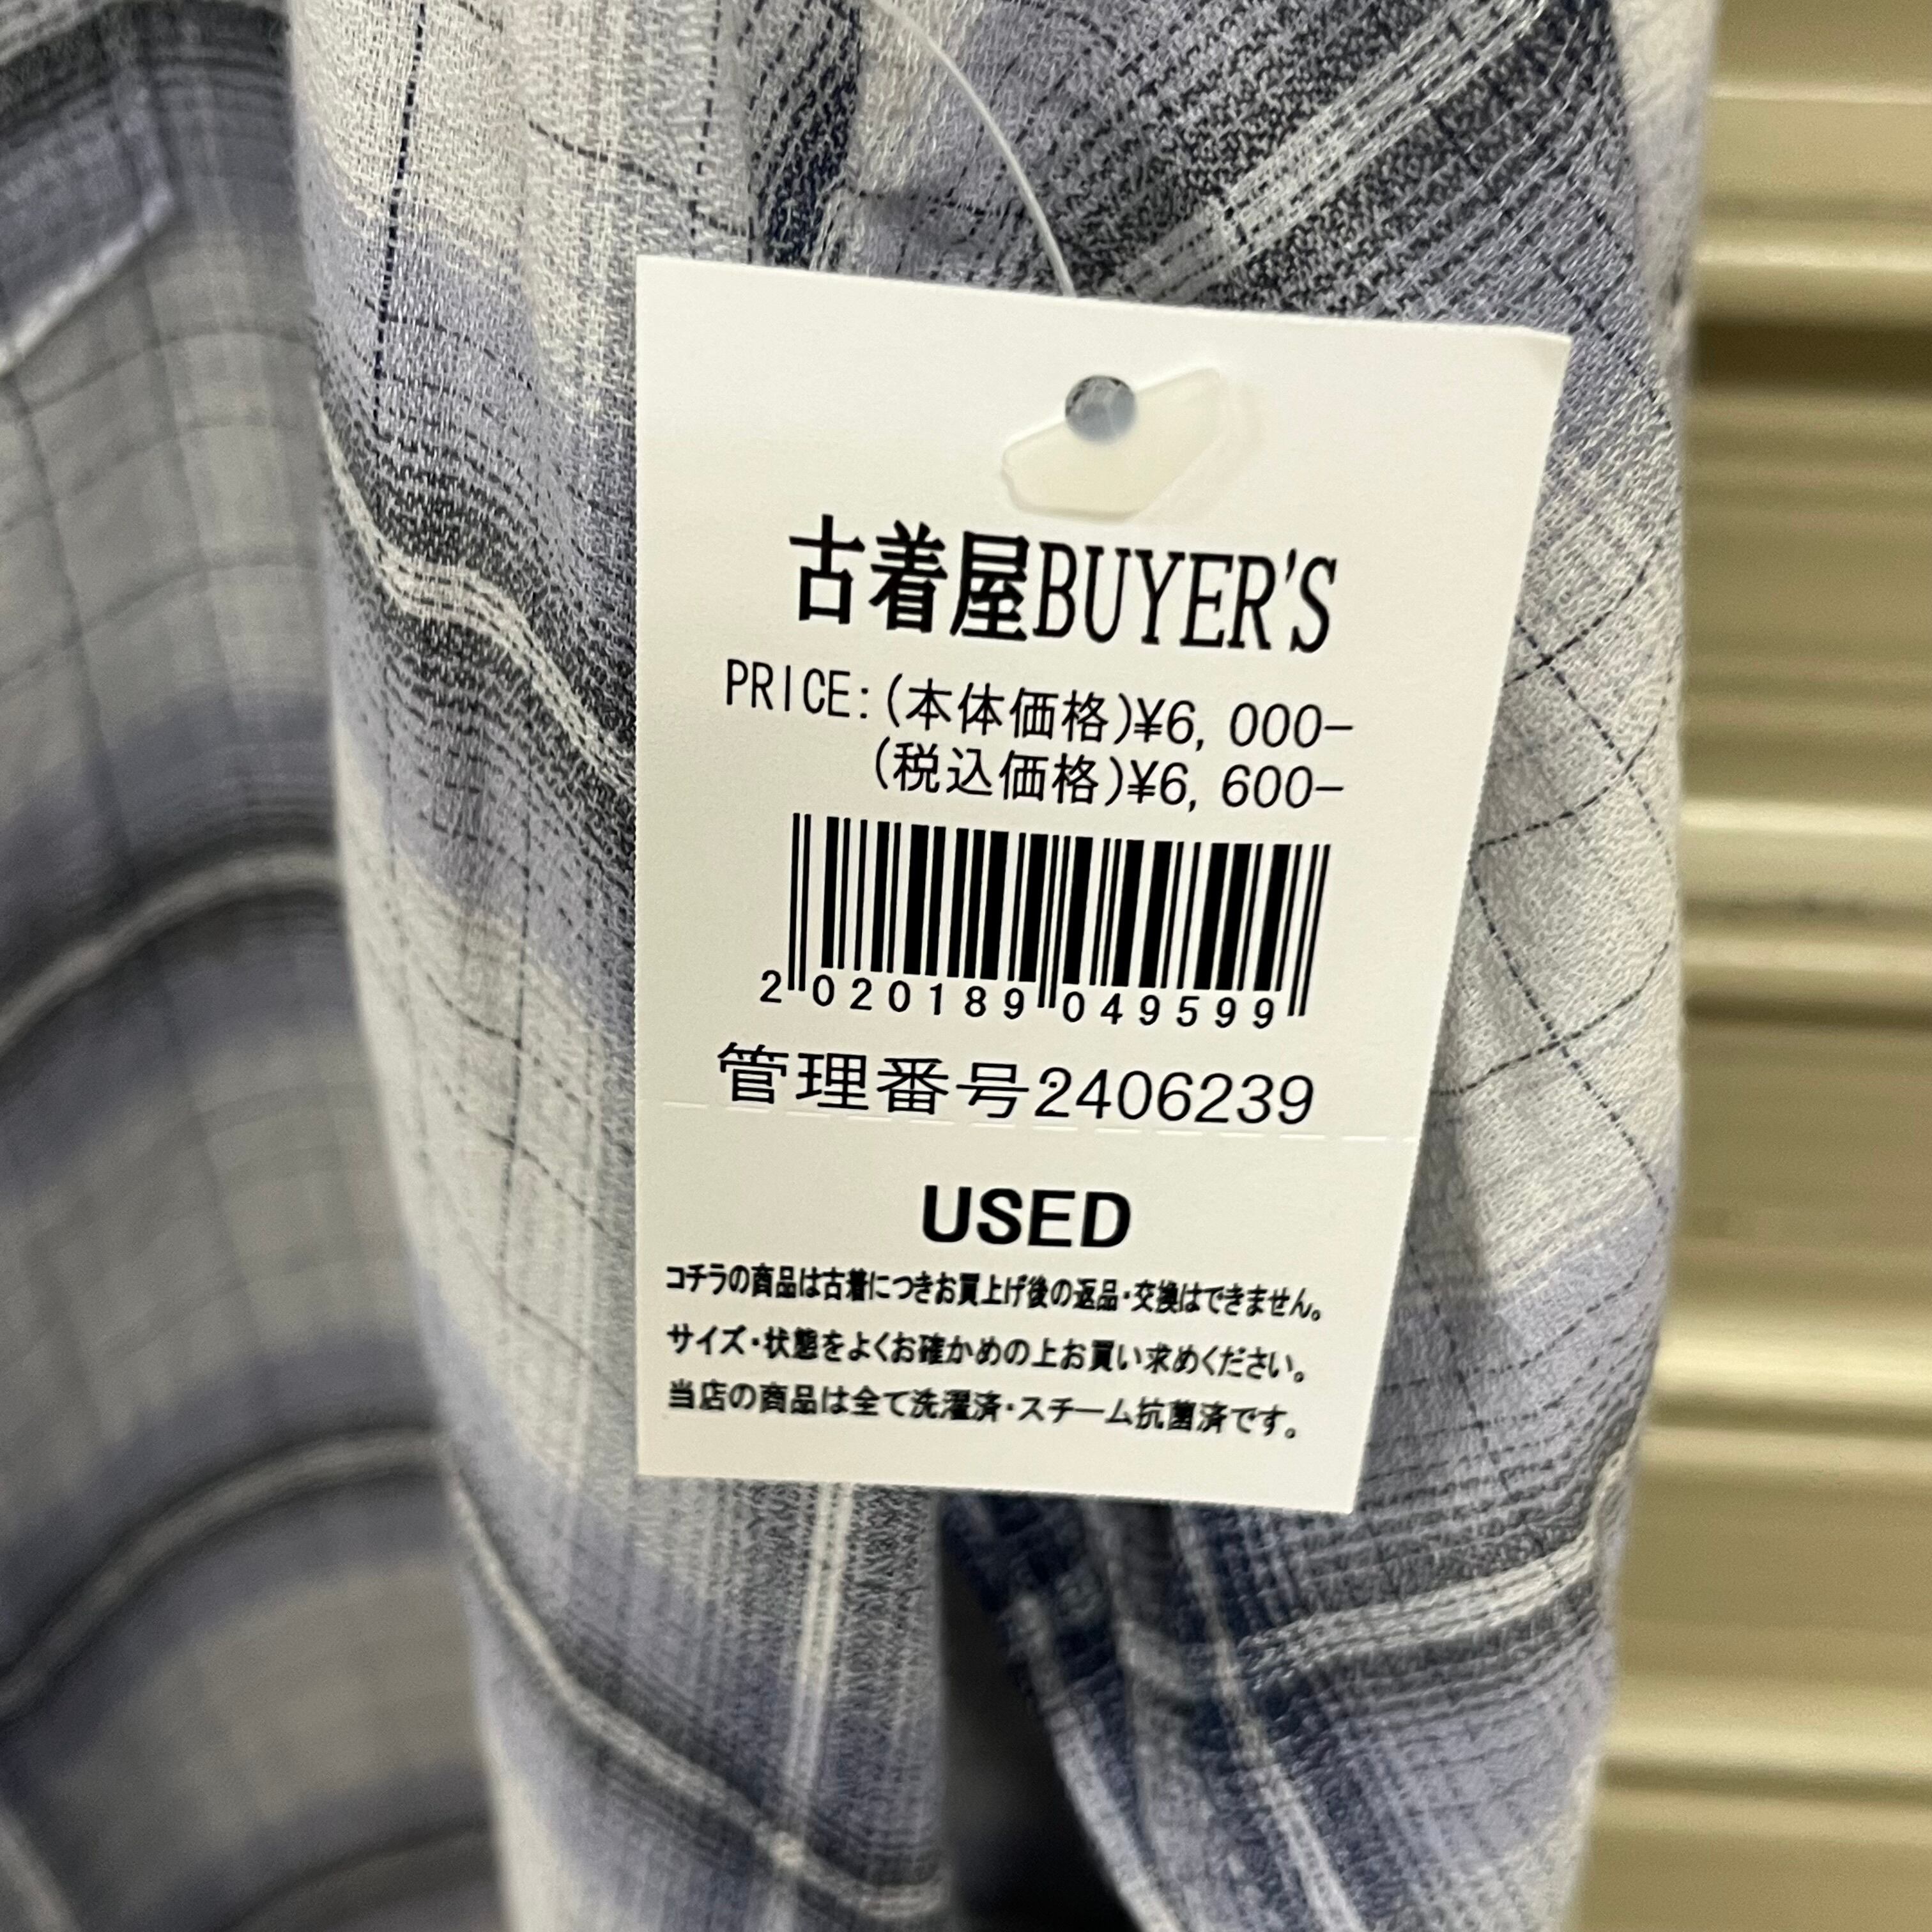 古着屋BUYER'S
PRICE:(本体価格)¥6,000-
(税込価格)¥6,600-
2 020189 049599
管理番号2406239
USED
コチラの商品は古着につきお買上げ後の返品・交換はできません。
サイズ・状態をよくお確かめの上お買い求めください。
当店の商品は全て洗濯済・スチーム抗菌済です。